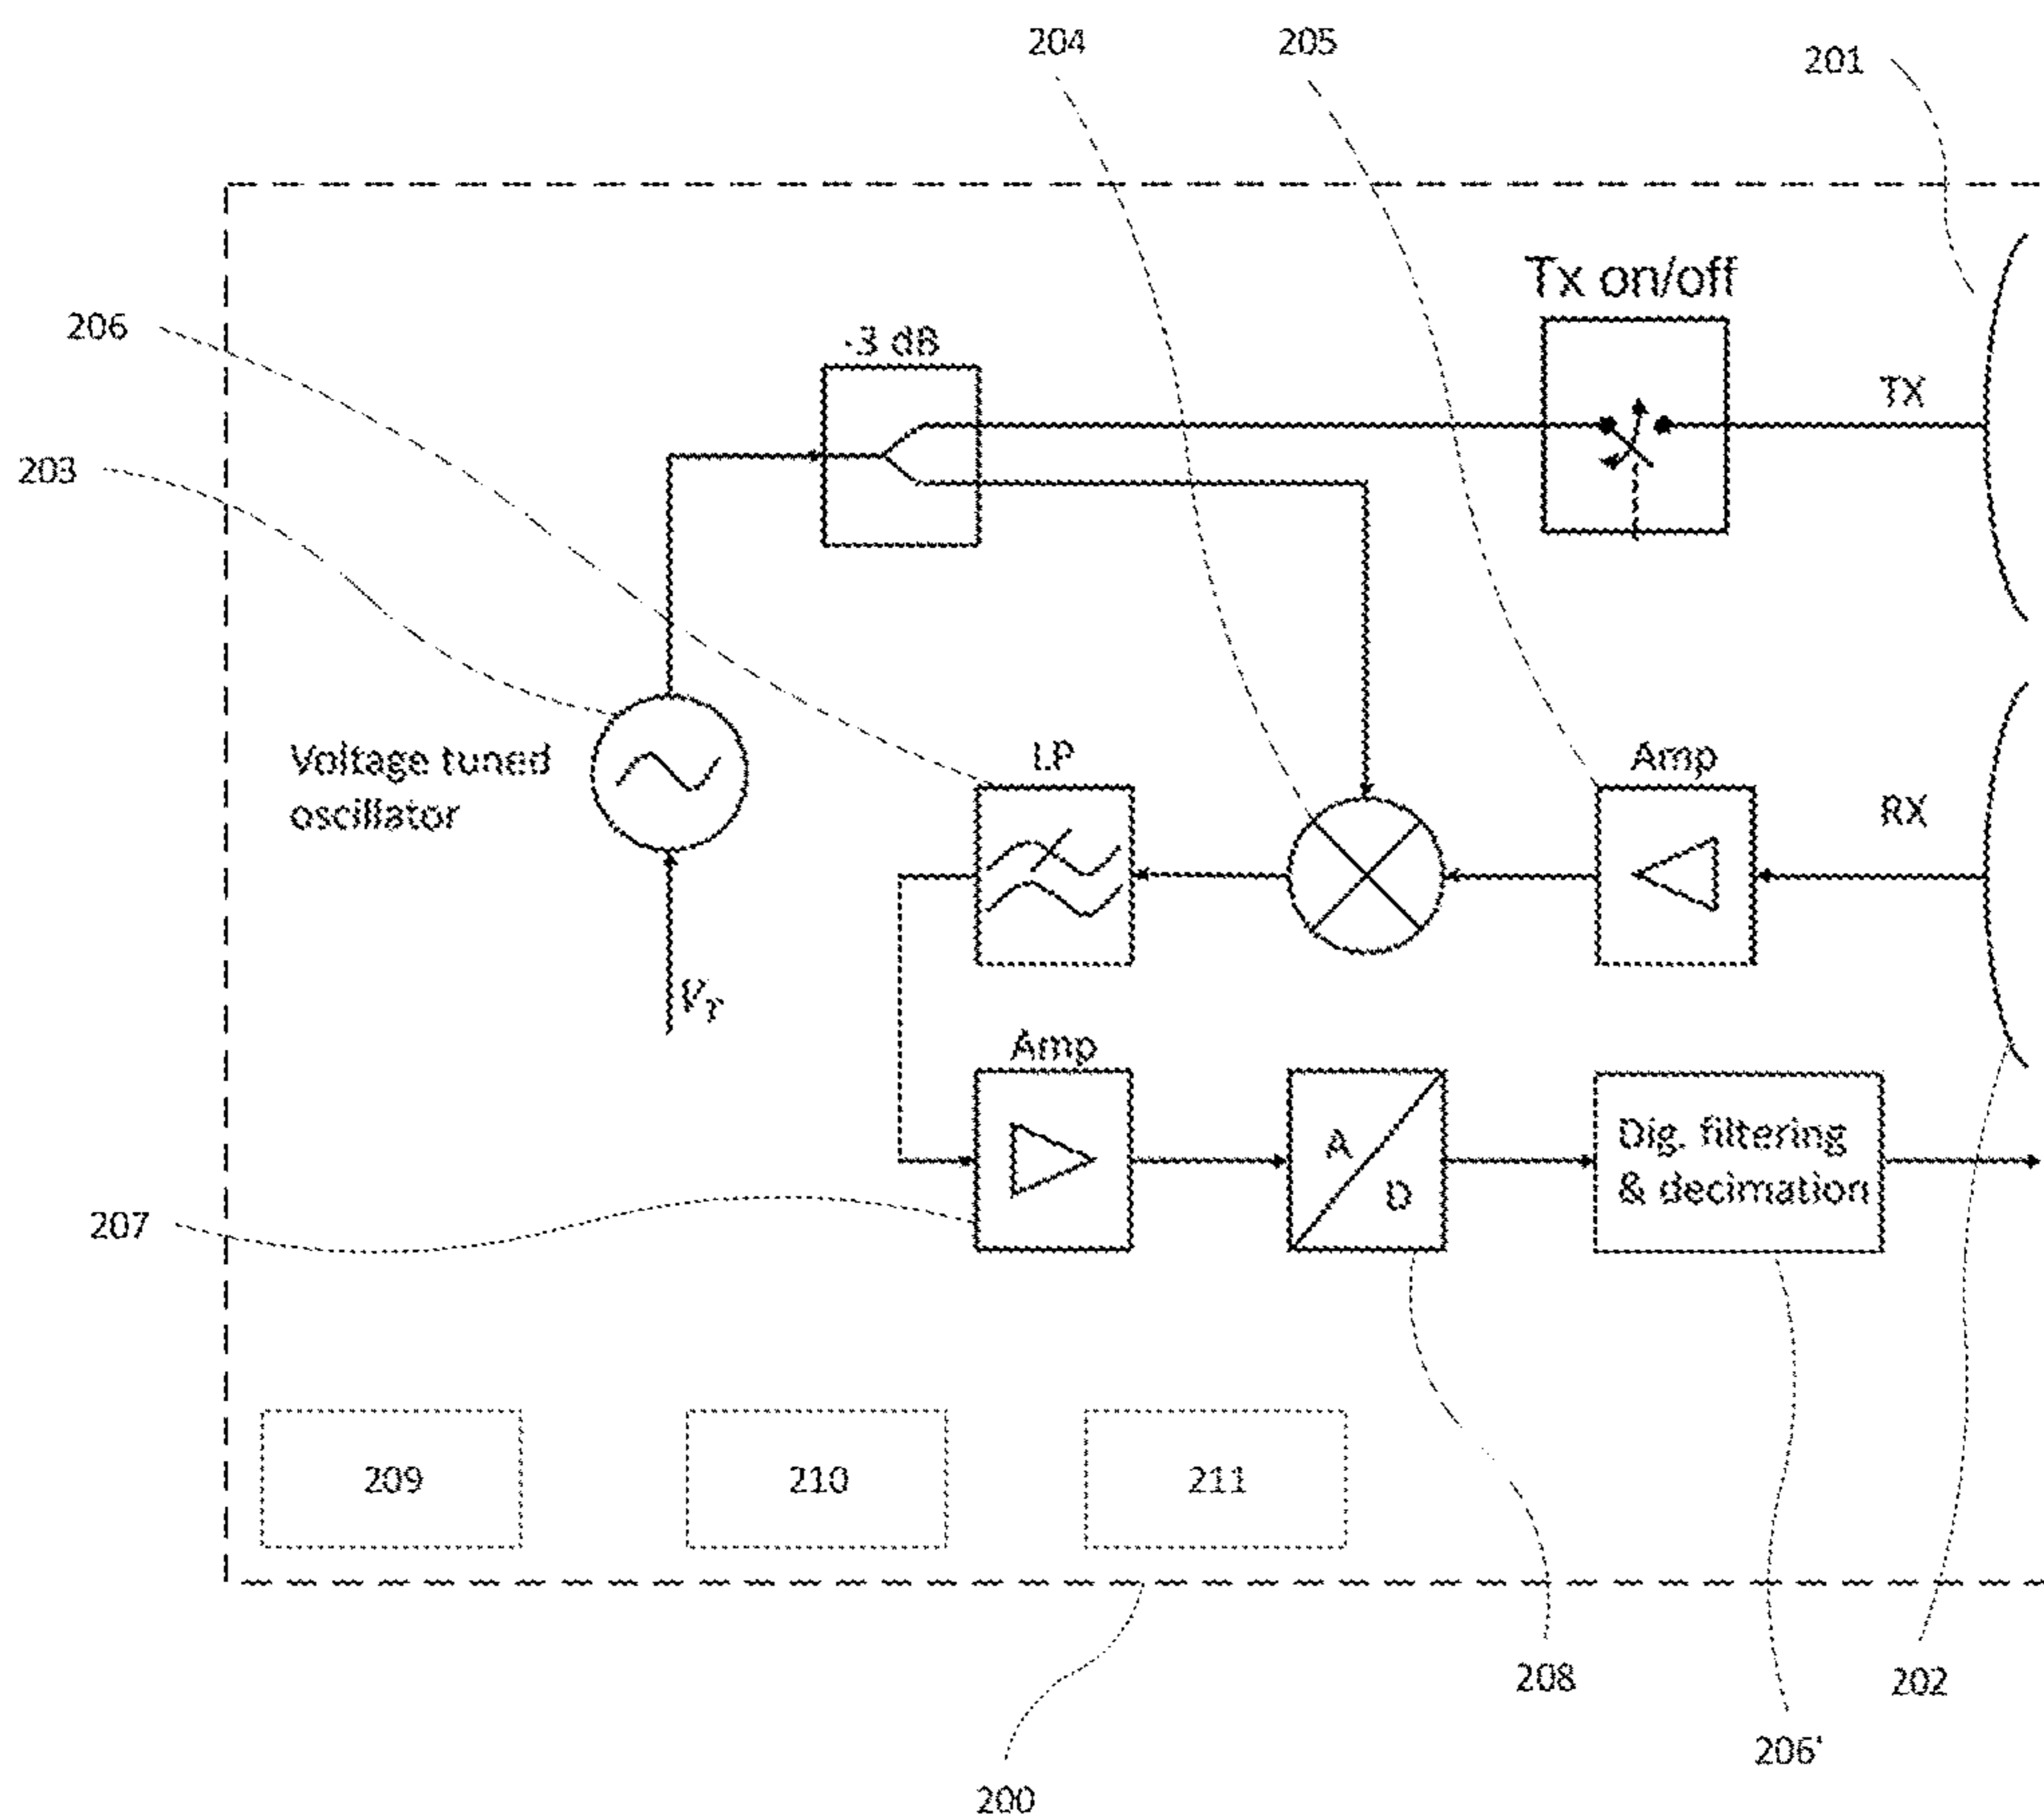 204
205
201
Tx on/off
206
-3 dB
TX
203
Voltage tuned
oscillator
LP
Amp
RX
V_T
Amp
A
D
Dig. filtering
& decimation
207
209
210
211
208
202
206'
200